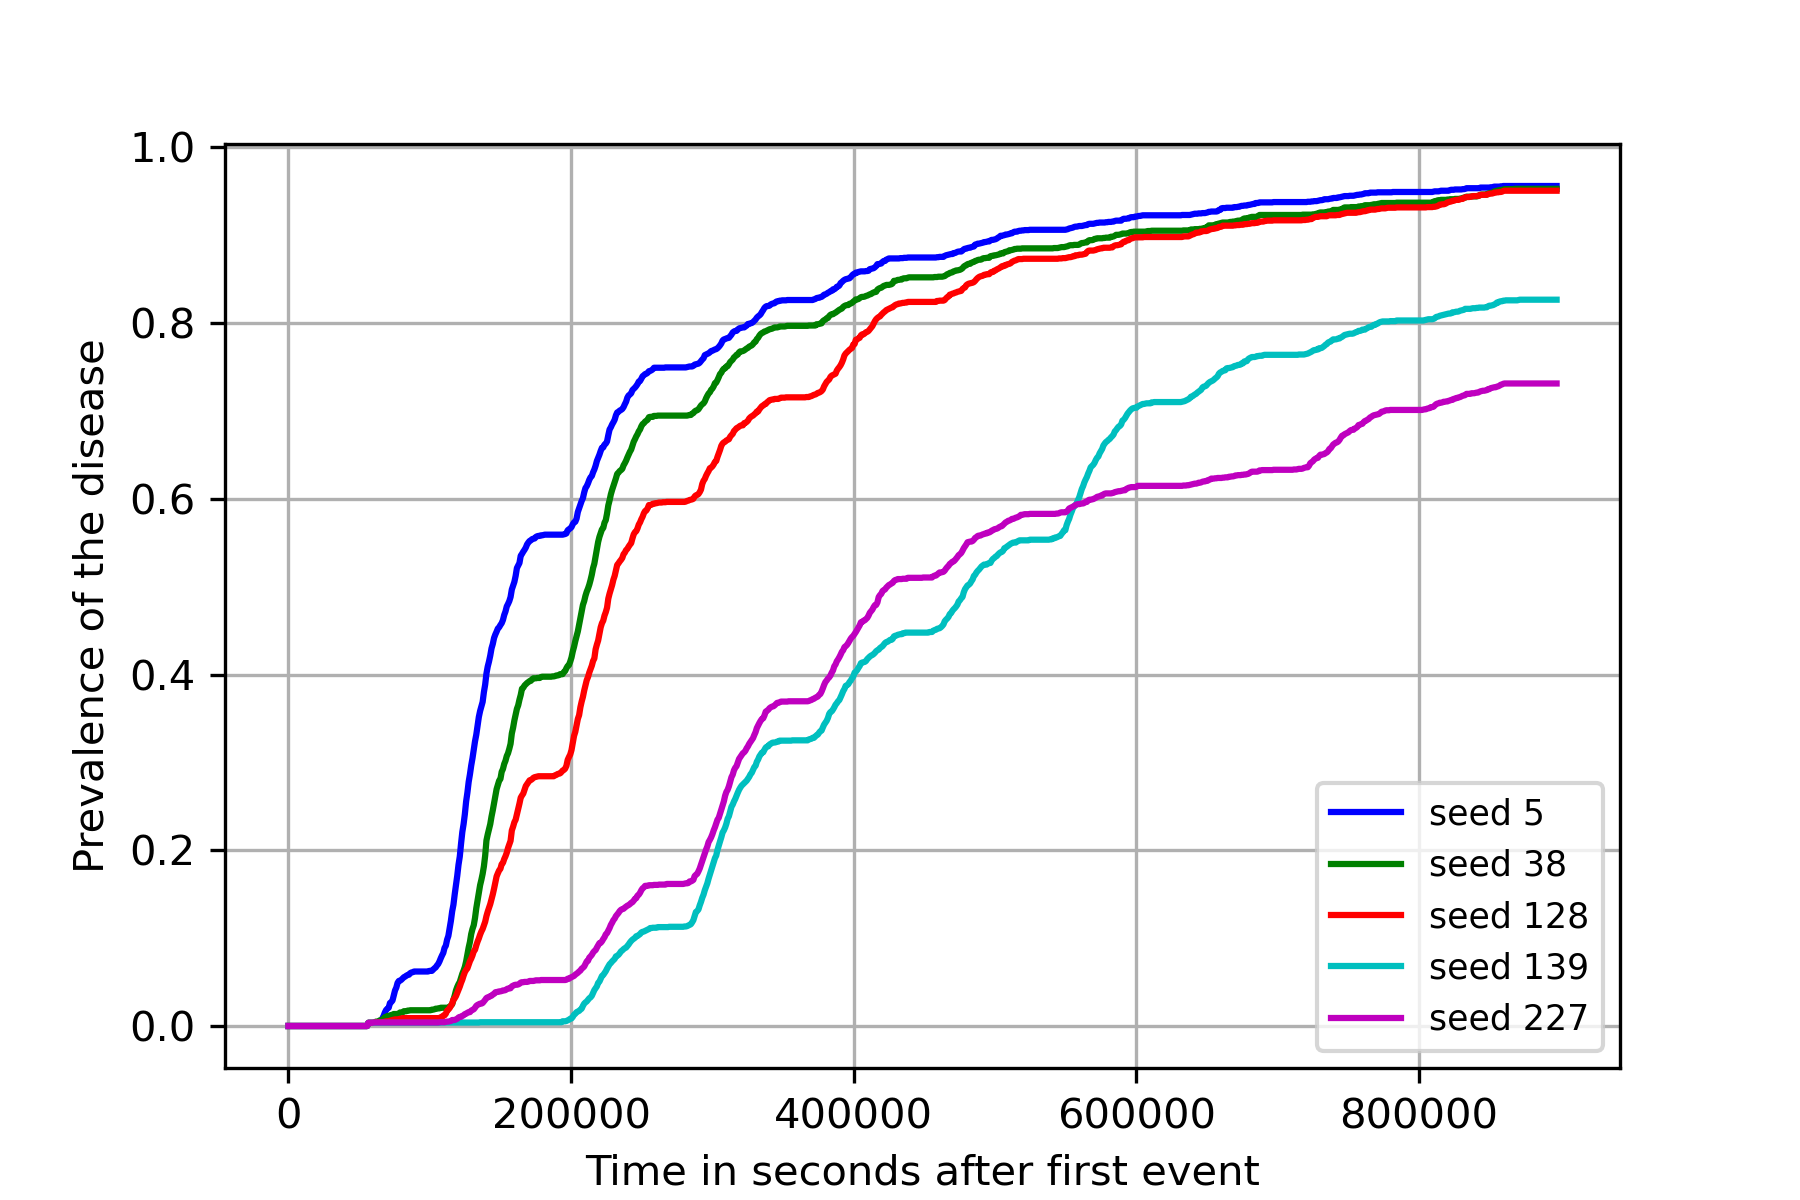 1.0
0.8
0.6
0.4
0.2
0.0
Prevalence of the disease
seed 5
seed 38
seed 128
seed 139
seed 227
0 200000 400000 600000 800000
Time in seconds after first event